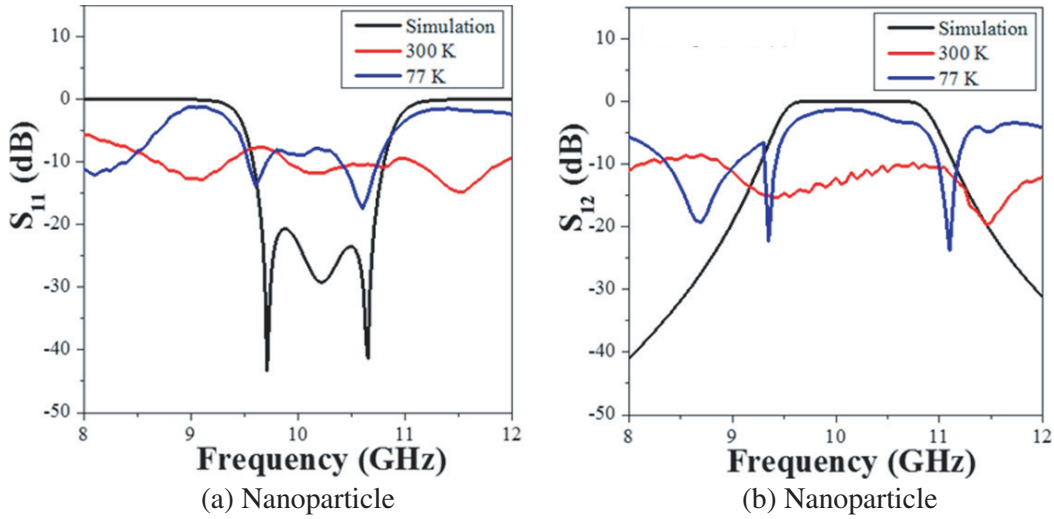 Simulation
300 K
77 K
10
0
-10
-20
-30
-40
-50
S11 (dB)
8
9
10
11
12
Frequency (GHz)
(a) Nanoparticle
Simulation
300 K
77 K
10
0
-10
-20
-30
-40
-50
S12 (dB)
8
9
10
11
12
Frequency (GHz)
(b) Nanoparticle